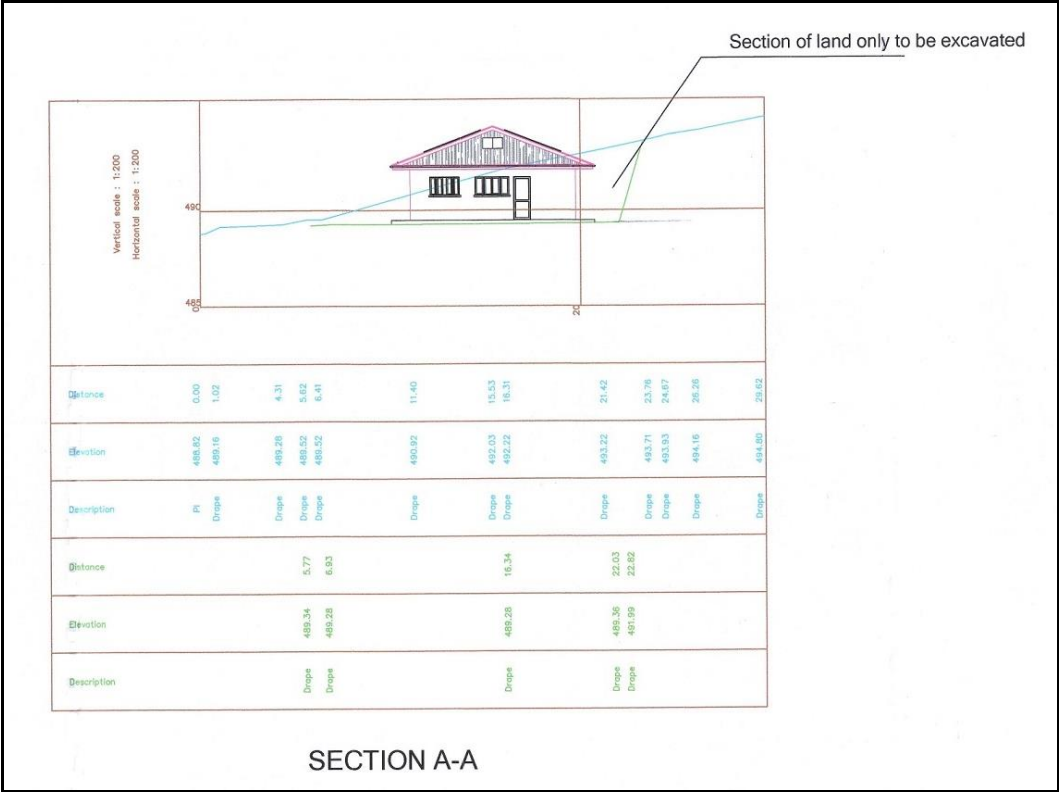 Section of land only to be excavated
Vertical scale : 1:200
Horizontal scale : 1:200
490
485
0
20
Distance 0.00 1.02 4.31 5.62 6.41 11.40 15.53 16.31 21.42 23.76 24.67 26.26 29.62
Elevation 488.82 489.16 489.28 489.52 489.52 490.92 492.03 492.22 493.22 493.71 493.93 494.16 494.80
Description PI Drape Drape Drape Drape Drape Drape Drape Drape Drape Drape Drape Drape
Distance 5.77 6.93 16.34 22.03 22.82
Elevation 489.34 489.28 489.28 489.36 491.99
Description Drape Drape Drape Drape Drape
SECTION A-A